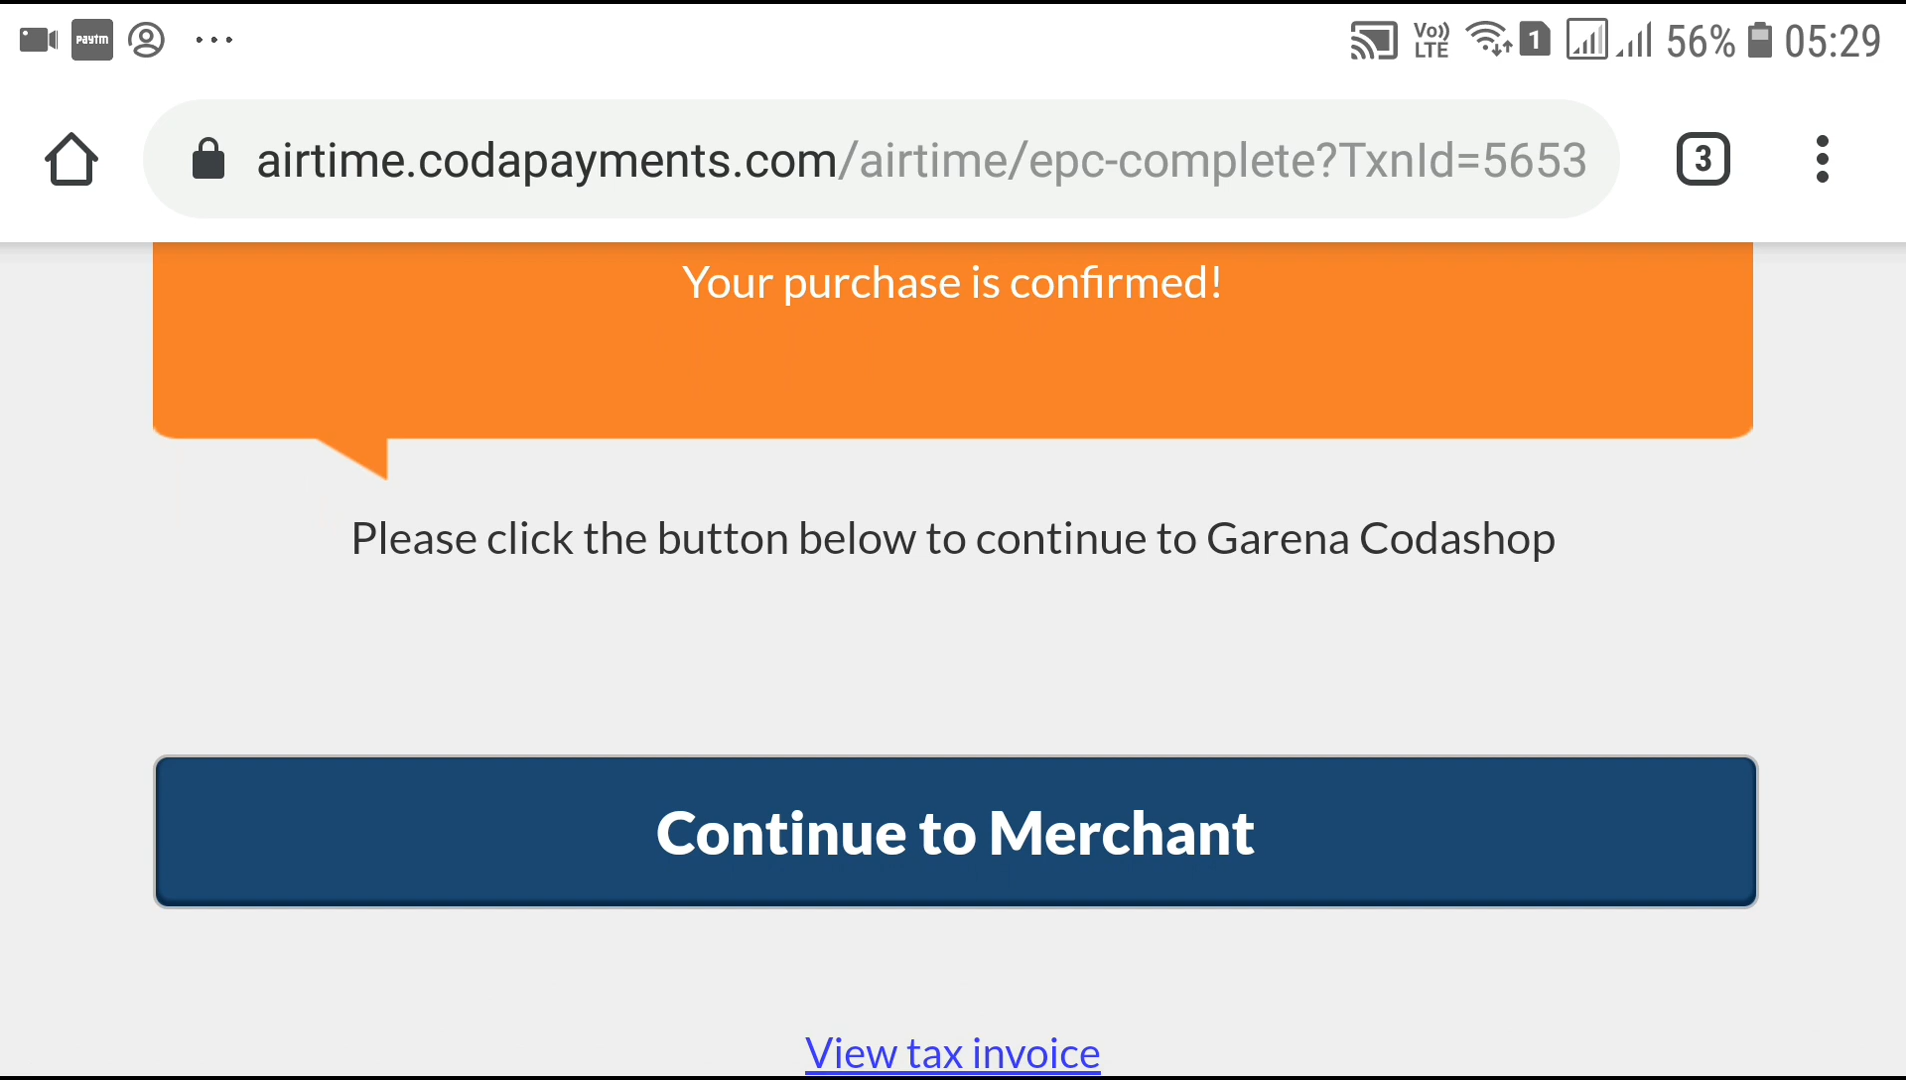 Paytm
Vo)) LTE 1 56% 05:29
airtime.codapayments.com/airtime/epc-complete?TxnId=5653
3
Your purchase is confirmed!
Please click the button below to continue to Garena Codashop
Continue to Merchant
View tax invoice